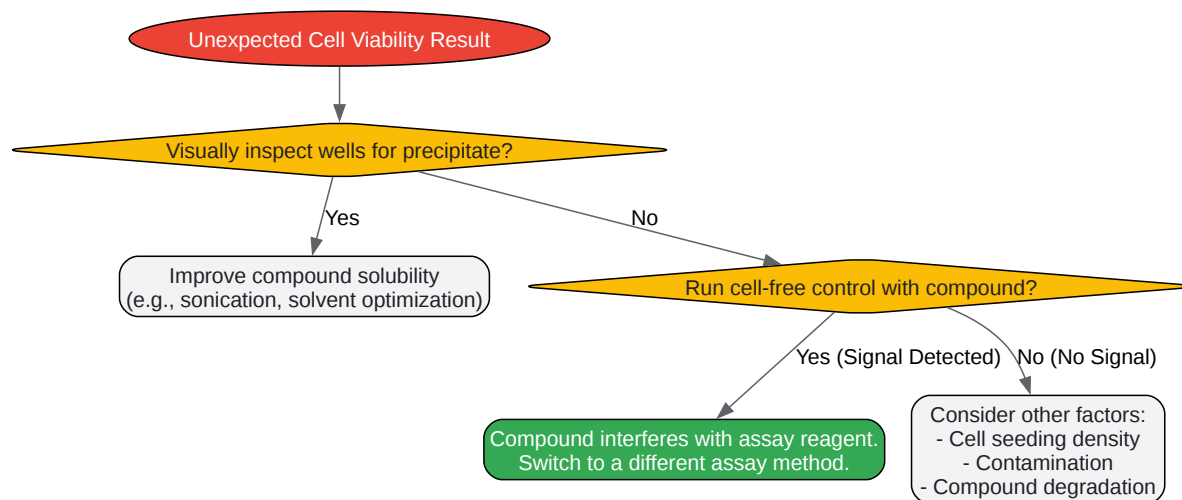 Unexpected Cell Viability Result
Visually inspect wells for precipitate?
Yes
No
Improve compound solubility
(e.g., sonication, solvent optimization)
Run cell-free control with compound?
Yes (Signal Detected)
No (No Signal)
Compound interferes with assay reagent.
Switch to a different assay method.
Consider other factors:
- Cell seeding density
- Contamination
- Compound degradation